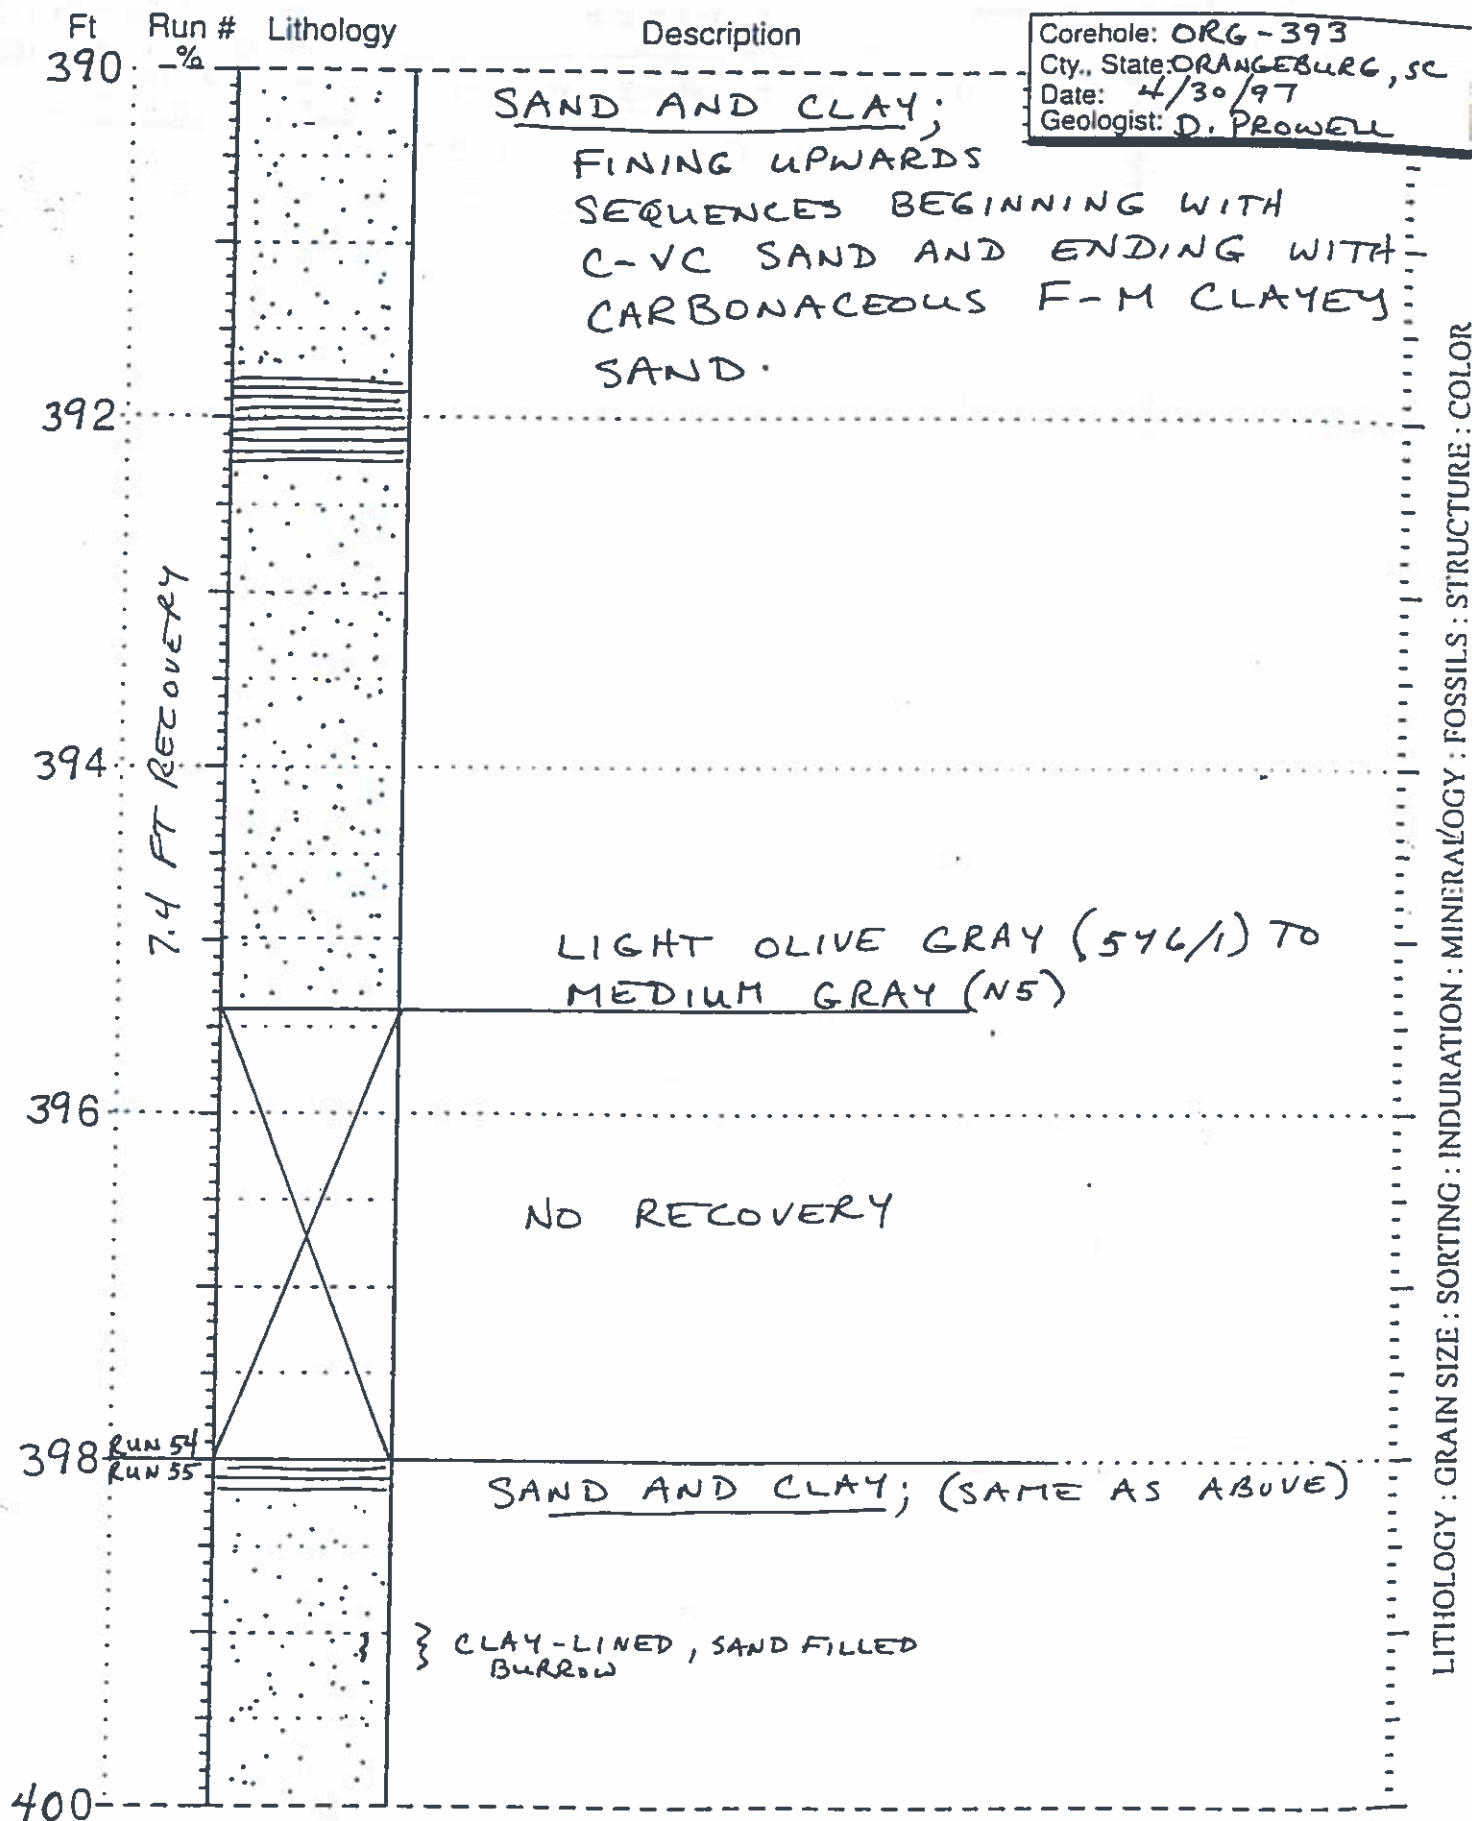 Ft Run # Lithology Description
-%
Corehole: ORG-393
Cty., State: ORANGEBURG, SC
Date: 4/30/97
Geologist: D. PROWELL
390
SAND AND CLAY;
FINING UPWARDS
SEQUENCES BEGINNING WITH
C-VC SAND AND ENDING WITH
CARBONACEOUS F-M CLAYEY
SAND.
392
7.4 FT RECOVERY
394
LIGHT OLIVE GRAY (5Y6/1) TO
MEDIUM GRAY (N5)
396
NO RECOVERY
398
RUN 54
RUN 55
SAND AND CLAY; (SAME AS ABOVE)
CLAY-LINED, SAND FILLED
BURROW
400
LITHOLOGY : GRAIN SIZE : SORTING : INDURATION : MINERALOGY : FOSSILS : STRUCTURE : COLOR